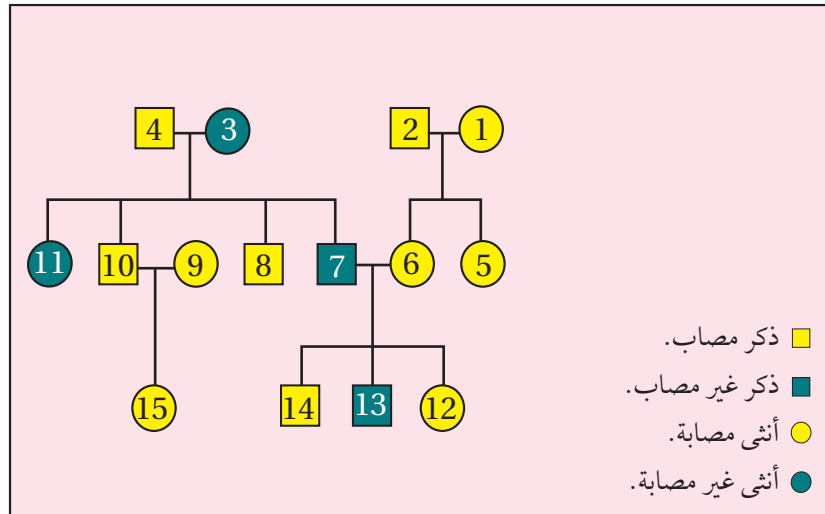 4 3 2 1
11 10 9 8 7 6 5
15 14 13 12
ذكر مصاب.
ذكر غير مصاب.
أنثى مصابة.
أنثى غير مصابة.